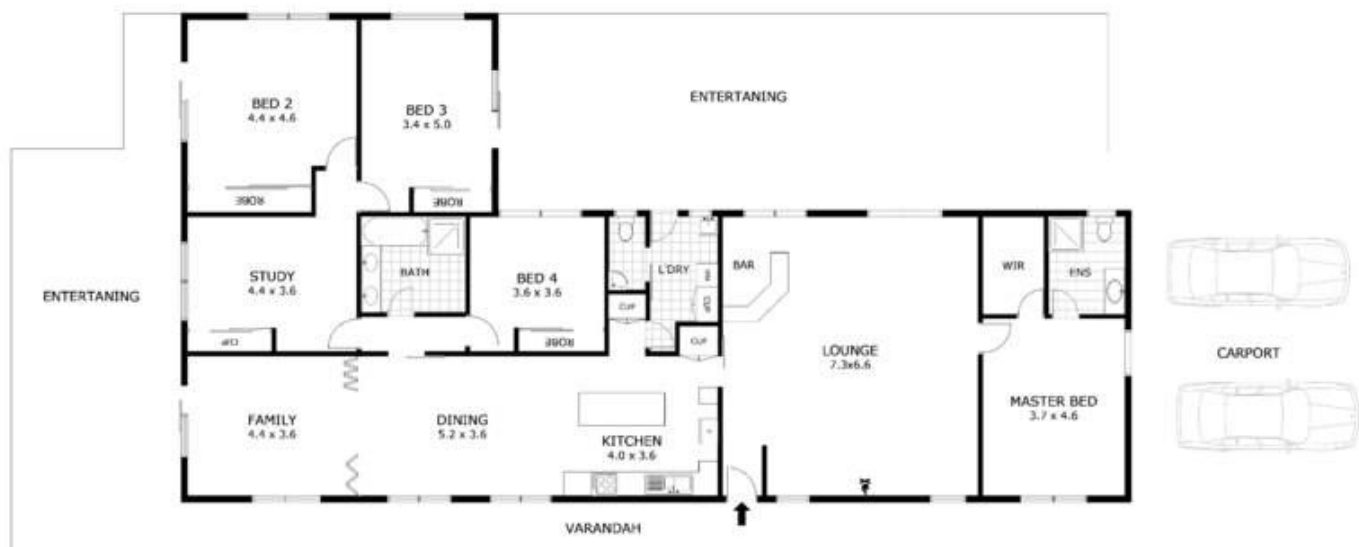 BED 2
4.4 x 4.6
BED 3
3.4 x 5.0
ENTERTANING
ROBE
ROBE
ENTERTANING
STUDY
4.4 x 3.6
CUP
BATH
BED 4
3.6 x 3.6
ROBE
L'DRY
CUP
CUP
CUP
BAR
LOUNGE
7.3x6.6
WIR
ENS
CARPORT
MASTER BED
3.7 x 4.6
FAMILY
4.4 x 3.6
DINING
5.2 x 3.6
KITCHEN
4.0 x 3.6
VARANDAH